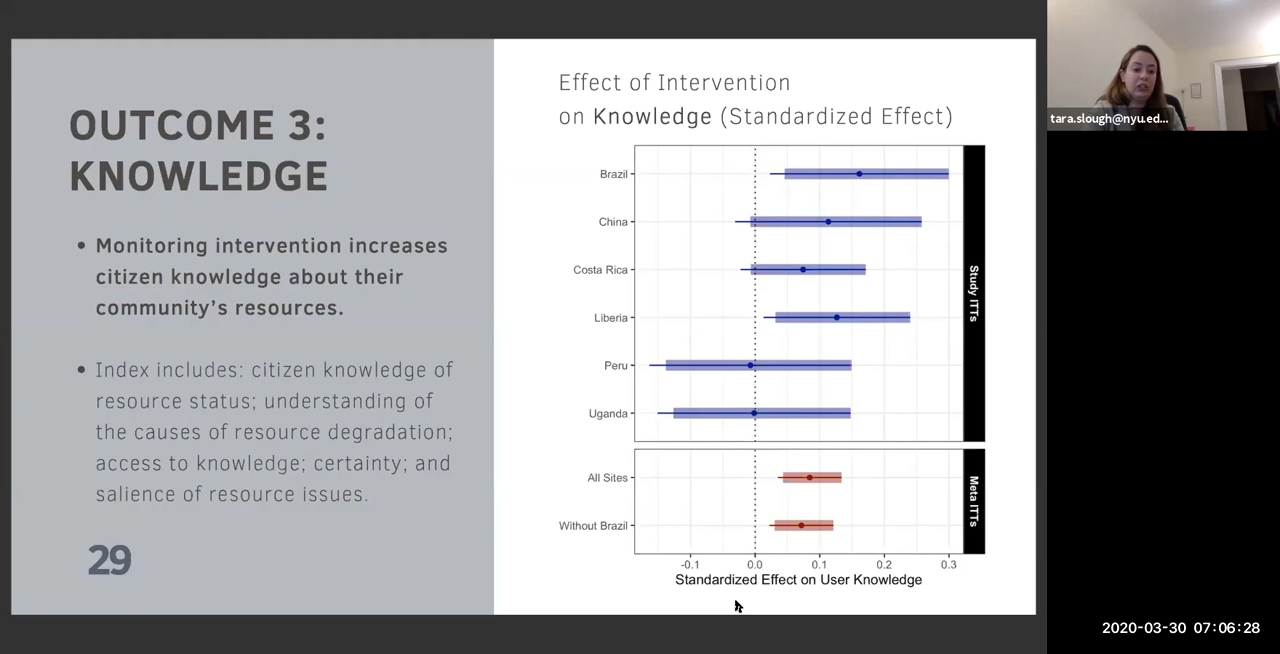 OUTCOME 3:
KNOWLEDGE
• Monitoring intervention increases
citizen knowledge about their
community's resources.
• Index includes: citizen knowledge of
resource status; understanding of
the causes of resource degradation;
access to knowledge; certainty; and
salience of resource issues.
29
Effect of Intervention
on Knowledge (Standardized Effect)
Brazil
China
Costa Rica
Liberia
Peru
Uganda
Study ITTs
All Sites
Without Brazil
Meta ITTs
-0.1 0.0 0.1 0.2 0.3
Standardized Effect on User Knowledge
tara.slough@nyu.ed...
2020-03-30 07:06:28